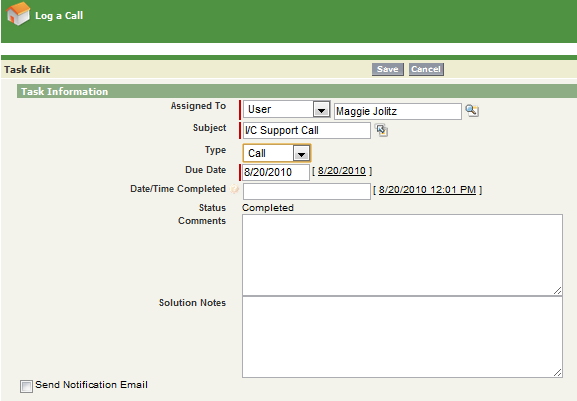 Log a Call
Task Edit Save Cancel
Task Information
Assigned To User Maggie Jolitz
Subject I/C Support Call
Type Call
Due Date 8/20/2010 [ 8/20/2010 ]
Date/Time Completed [ 8/20/2010 12:01 PM ]
Status Completed
Comments
Solution Notes
Send Notification Email